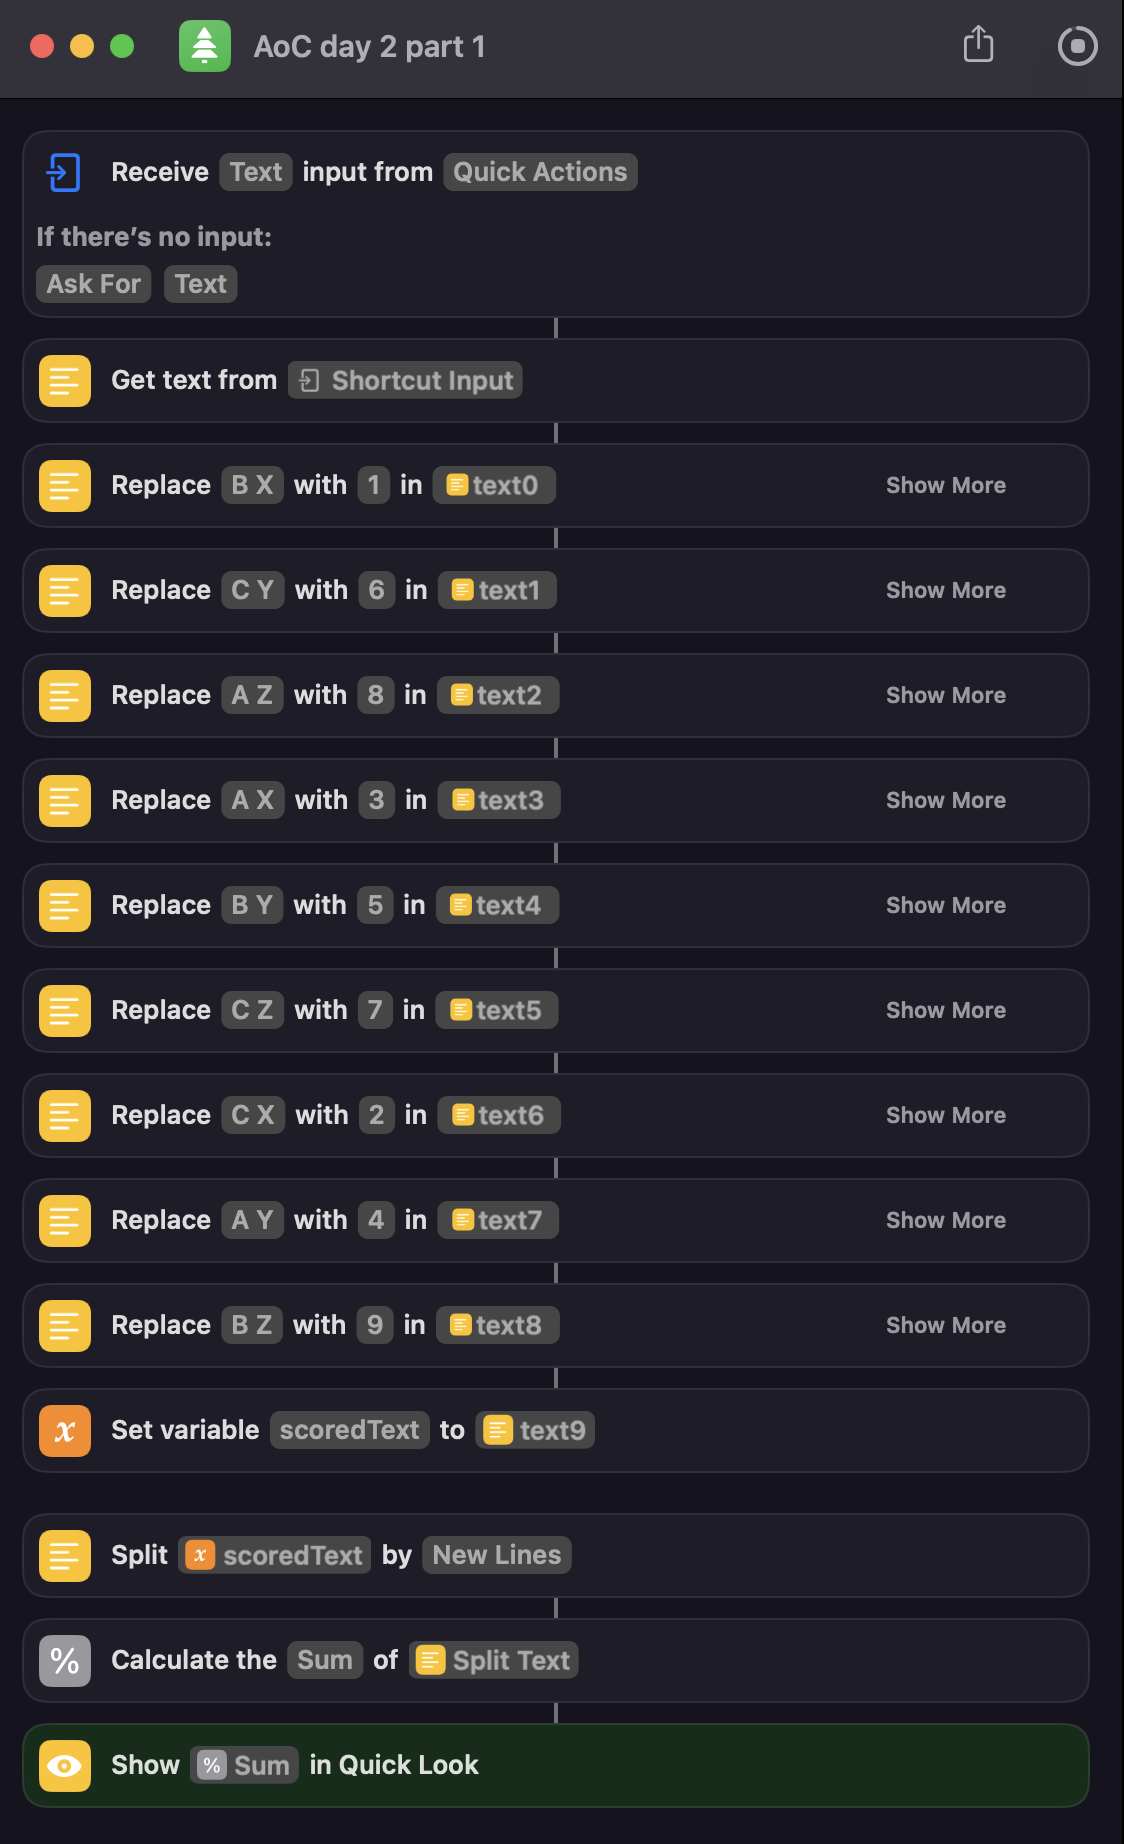 AoC day 2 part 1
Receive Text input from Quick Actions
If there’s no input:
Ask For Text
Get text from Shortcut Input
Replace B X with 1 in text0 Show More
Replace C Y with 6 in text1 Show More
Replace A Z with 8 in text2 Show More
Replace A X with 3 in text3 Show More
Replace B Y with 5 in text4 Show More
Replace C Z with 7 in text5 Show More
Replace C X with 2 in text6 Show More
Replace A Y with 4 in text7 Show More
Replace B Z with 9 in text8 Show More
x Set variable scoredText to text9
Split x scoredText by New Lines
% Calculate the Sum of Split Text
Show % Sum in Quick Look